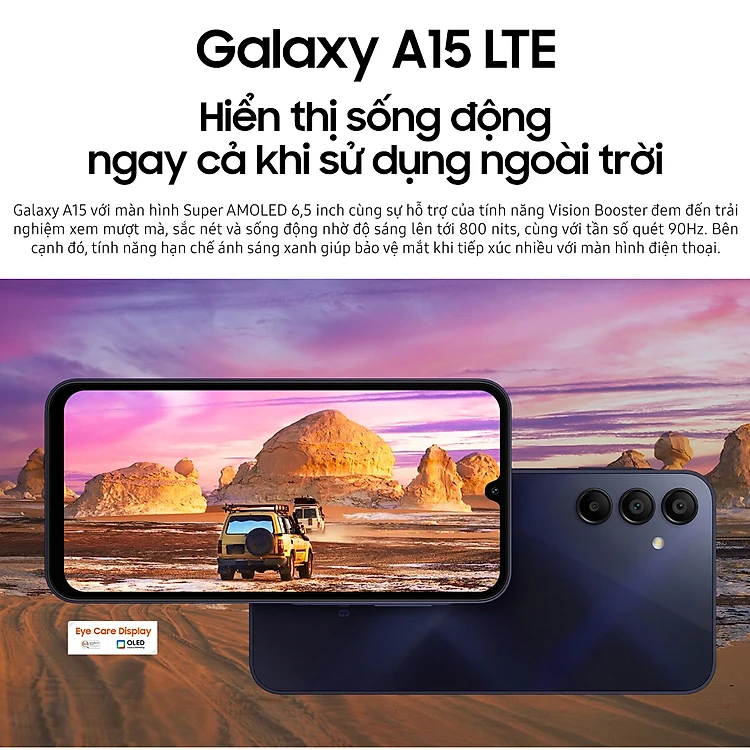 Galaxy A15 LTE
Hiển thị sống động
ngay cả khi sử dụng ngoài trời
Galaxy A15 với màn hình Super AMOLED 6,5 inch cùng sự hỗ trợ của tính năng Vision Booster đem đến trải
nghiệm xem mượt mà, sắc nét và sống động nhờ độ sáng lên tới 800 nits, cùng với tần số quét 90Hz. Bên
cạnh đó, tính năng hạn chế ánh sáng xanh giúp bảo vệ mắt khi tiếp xúc nhiều với màn hình điện thoại.
Eye Care Display
OLED